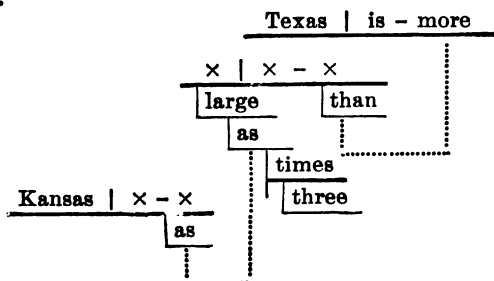 Texas | is – more
× | × – ×
large than
as
times
Kansas | × – × three
as